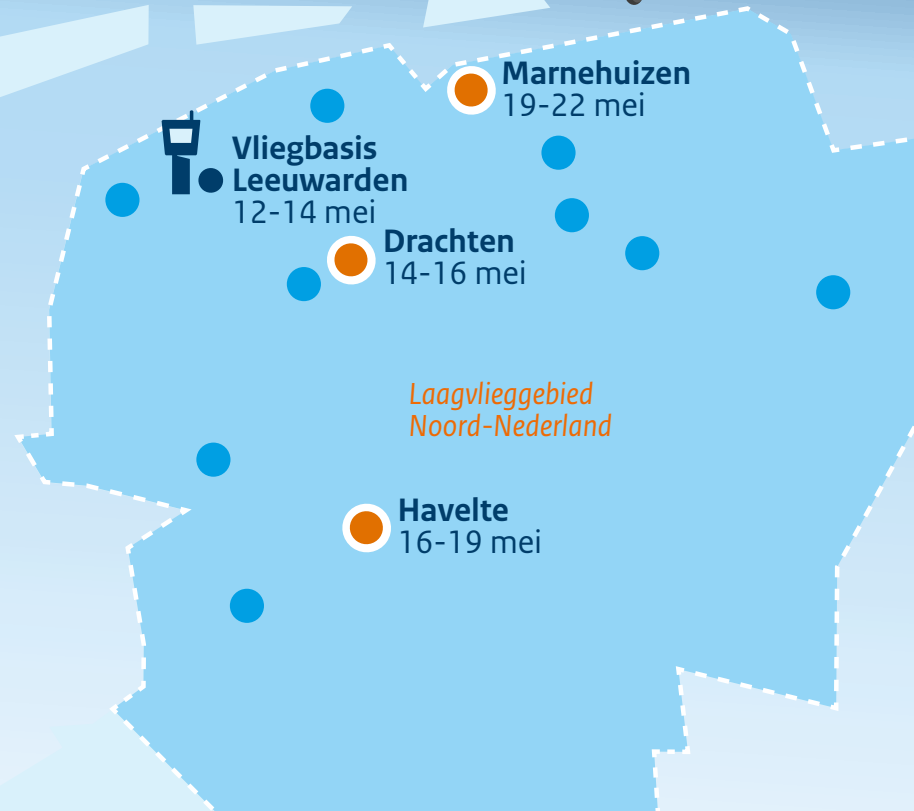 Marnehuizen
19-22 mei
Vliegbasis
Leeuwarden
12-14 mei
Drachten
14-16 mei
Laagvlieggebied
Noord-Nederland
Havelte
16-19 mei